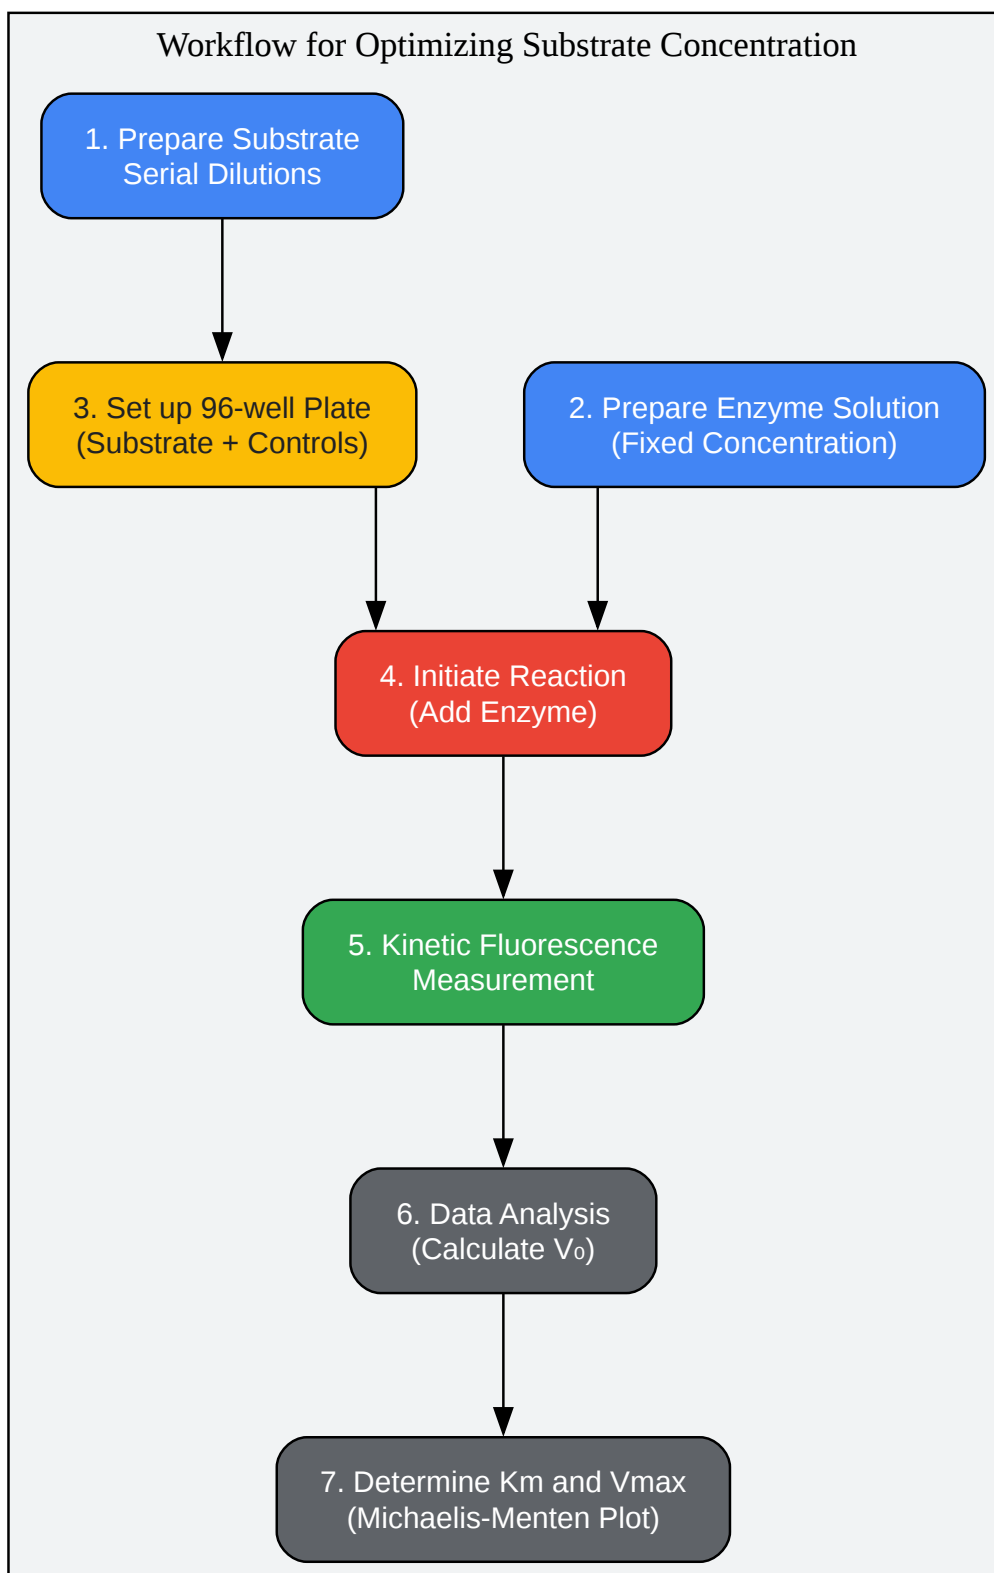 Workflow for Optimizing Substrate Concentration
1. Prepare Substrate
Serial Dilutions
3. Set up 96-well Plate
(Substrate + Controls)
2. Prepare Enzyme Solution
(Fixed Concentration)
4. Initiate Reaction
(Add Enzyme)
5. Kinetic Fluorescence
Measurement
6. Data Analysis
(Calculate V₀)
7. Determine Km and Vmax
(Michaelis-Menten Plot)